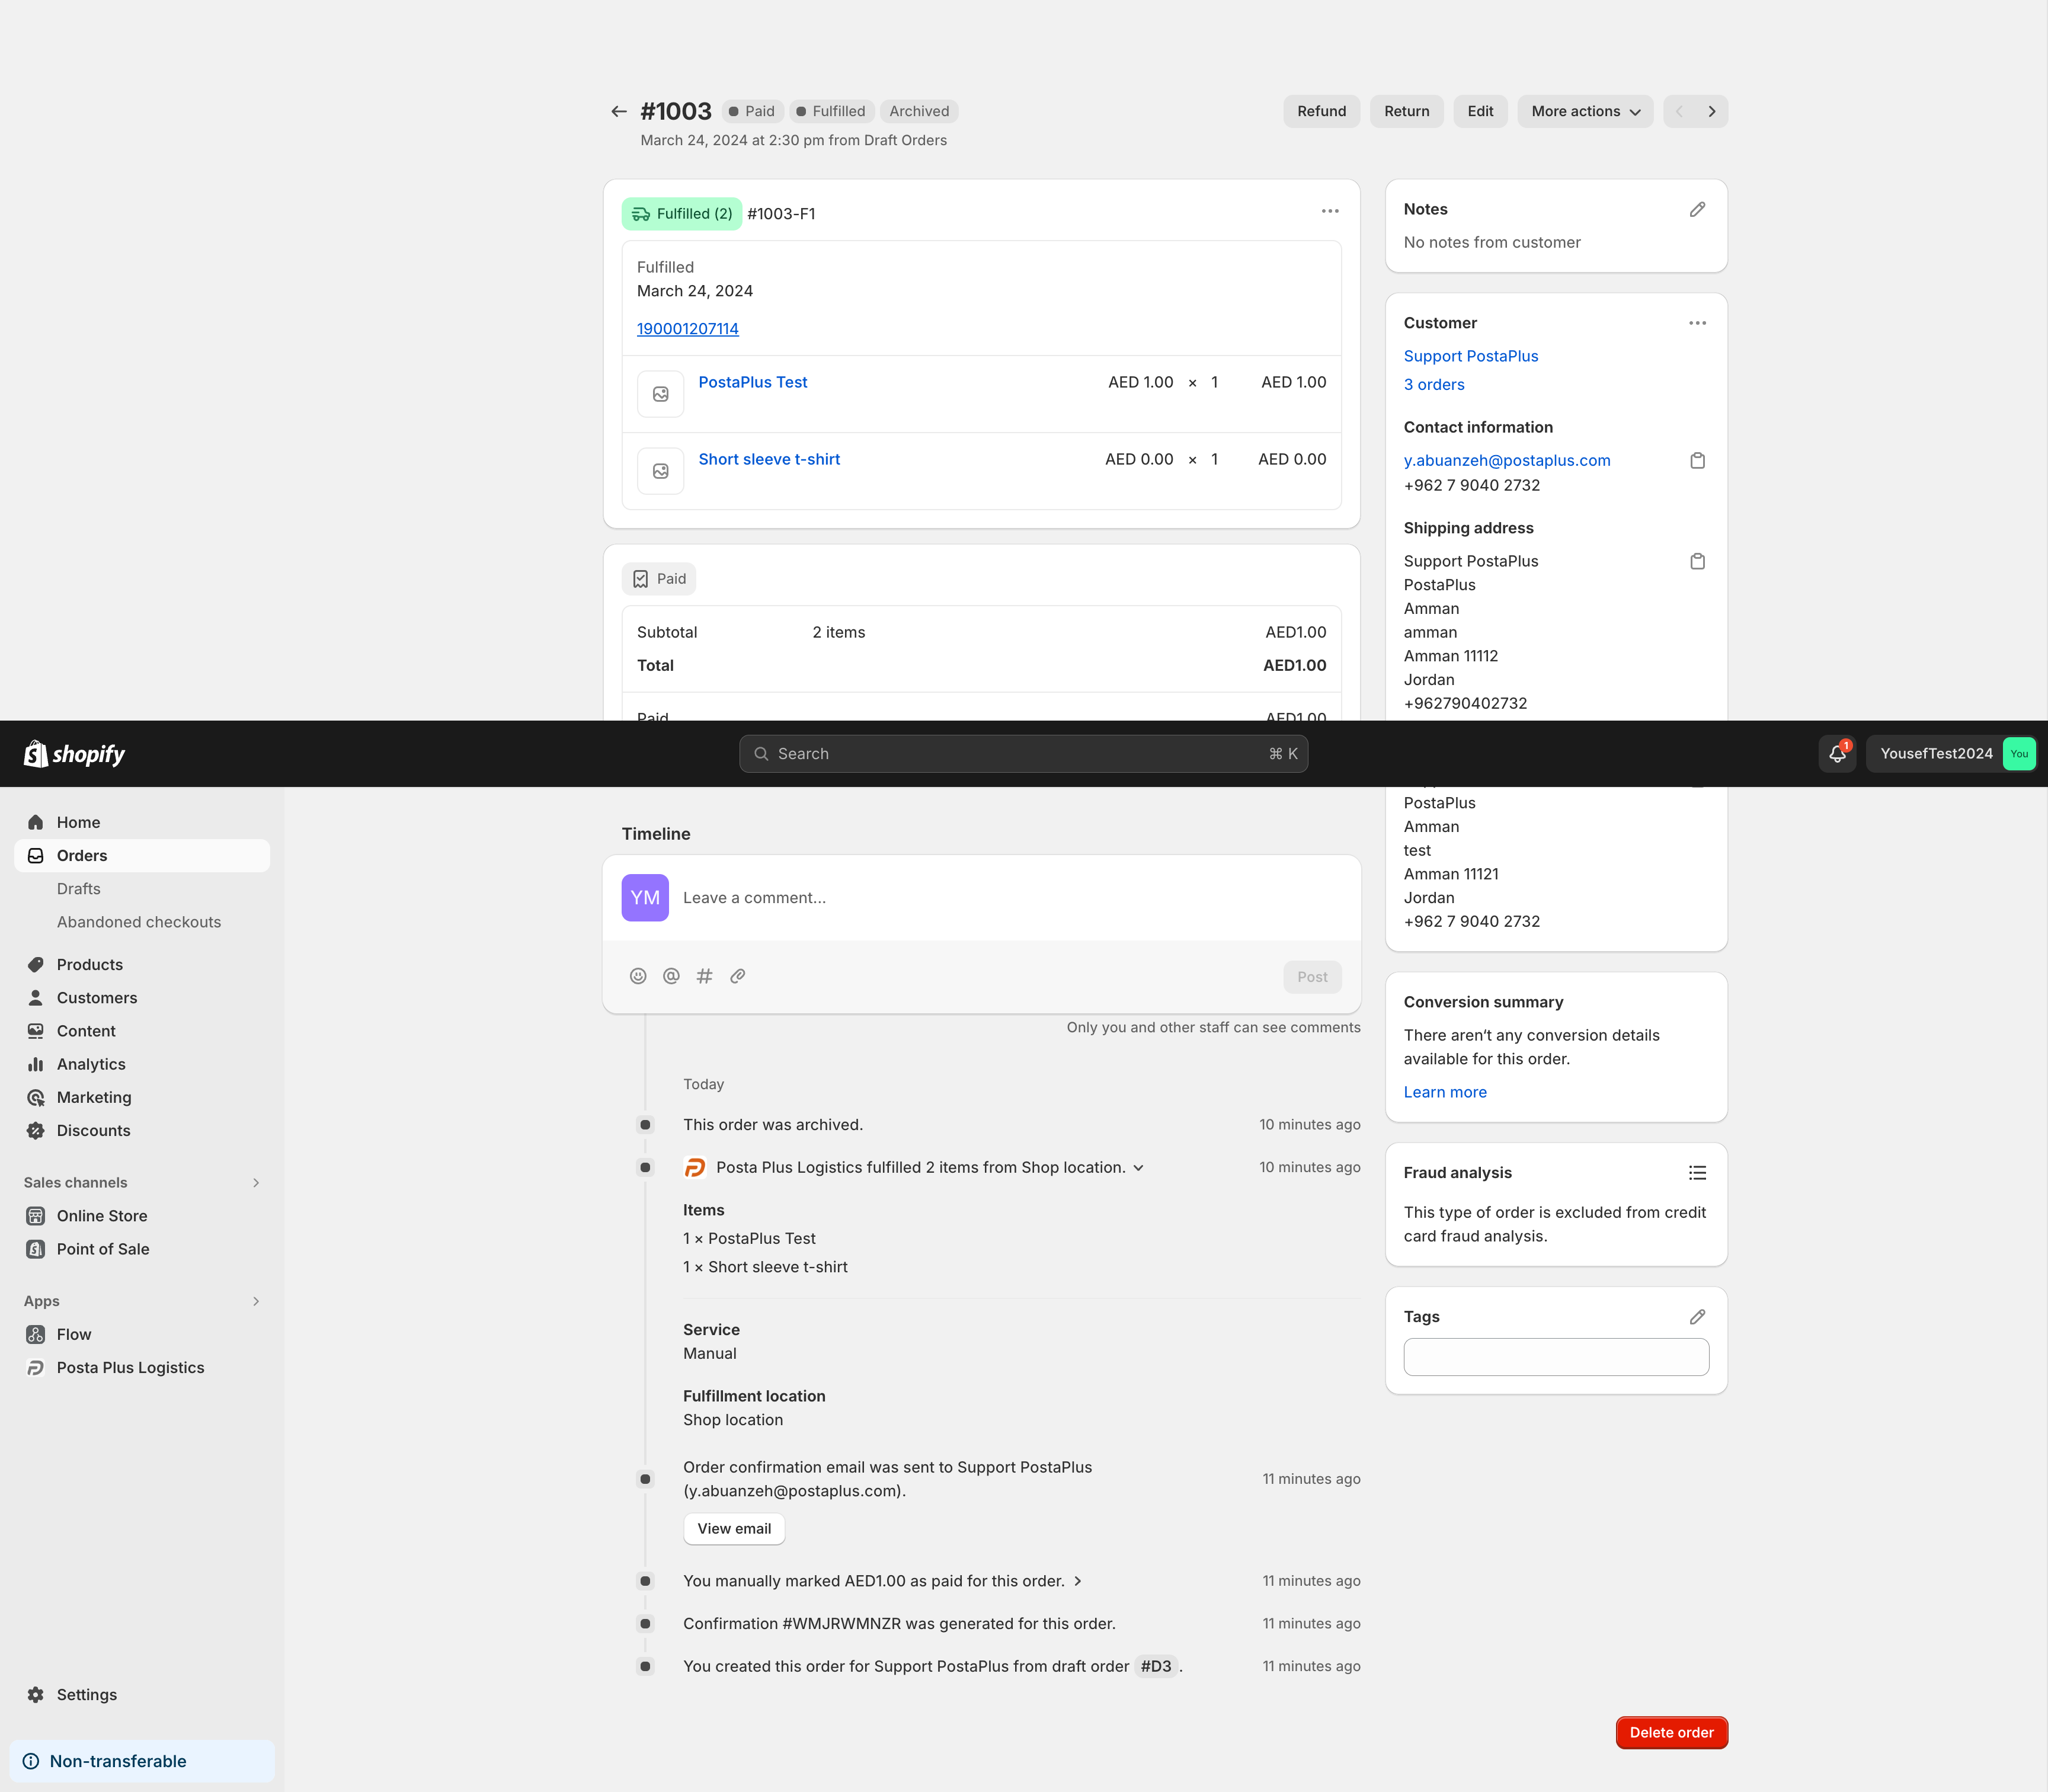 #1003 Paid Fulfilled Archived
March 24, 2024 at 2:30 pm from Draft Orders
Refund Return Edit More actions
Fulfilled (2) #1003-F1
Fulfilled
March 24, 2024
190001207114
PostaPlus Test AED 1.00 × 1 AED 1.00
Short sleeve t-shirt AED 0.00 × 1 AED 0.00
Paid
Subtotal 2 items AED1.00
Total AED1.00
Paid AED1.00
Notes
No notes from customer
Customer
Support PostaPlus
3 orders
Contact information
y.abuanzeh@postaplus.com
+962 7 9040 2732
Shipping address
Support PostaPlus
PostaPlus
Amman
amman
Amman 11112
Jordan
+962790402732
shopify
Search ⌘ K
1
YousefTest2024 You
Home
Orders
Drafts
Abandoned checkouts
Products
Customers
Content
Analytics
Marketing
Discounts
Sales channels
Online Store
Point of Sale
Apps
Flow
Posta Plus Logistics
Settings
Non-transferable
Timeline
YM Leave a comment...
Post
Only you and other staff can see comments
Today
This order was archived. 10 minutes ago
Posta Plus Logistics fulfilled 2 items from Shop location. 10 minutes ago
Items
1 × PostaPlus Test
1 × Short sleeve t-shirt
Service
Manual
Fulfillment location
Shop location
Order confirmation email was sent to Support PostaPlus
(y.abuanzeh@postaplus.com). 11 minutes ago
View email
You manually marked AED1.00 as paid for this order. 11 minutes ago
Confirmation #WMJRWMNZR was generated for this order. 11 minutes ago
You created this order for Support PostaPlus from draft order #D3 . 11 minutes ago
PostaPlus
Amman
test
Amman 11121
Jordan
+962 7 9040 2732
Conversion summary
There aren't any conversion details
available for this order.
Learn more
Fraud analysis
This type of order is excluded from credit
card fraud analysis.
Tags
Delete order